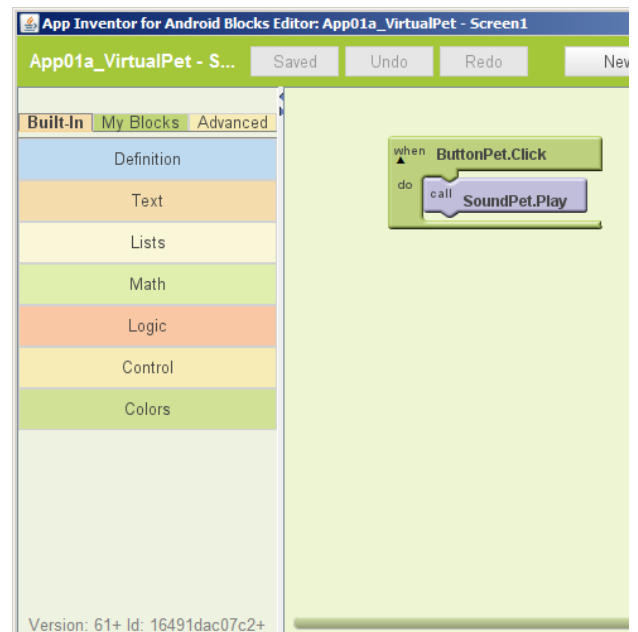 App Inventor for Android Blocks Editor: App01a_VirtualPet - Screen1
App01a_VirtualPet - S... Saved Undo Redo New
Built-In My Blocks Advanced
Definition
Text
Lists
Math
Logic
Control
Colors
Version: 61+ Id: 16491dac07c2+
when ButtonPet.Click
do call SoundPet.Play